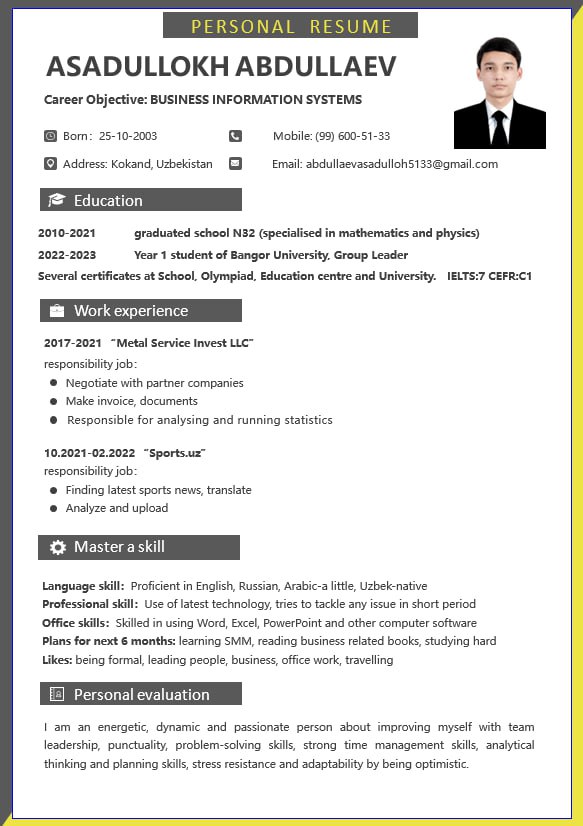 PERSONAL RESUME
ASADULLOKH ABDULLAEV
Career Objective: BUSINESS INFORMATION SYSTEMS
Born：25-10-2003
Mobile: (99) 600-51-33
Address: Kokand, Uzbekistan
Email: abdullaevasadulloh5133@gmail.com
Education
2010-2021 graduated school N32 (specialised in mathematics and physics)
2022-2023 Year 1 student of Bangor University, Group Leader
Several certificates at School, Olympiad, Education centre and University. IELTS:7 CEFR:C1
Work experience
2017-2021 “Metal Service Invest LLC”
responsibility job：
● Negotiate with partner companies
● Make invoice, documents
● Responsible for analysing and running statistics
10.2021-02.2022 “Sports.uz”
responsibility job：
● Finding latest sports news, translate
● Analyze and upload
Master a skill
Language skill：Proficient in English, Russian, Arabic-a little, Uzbek-native
Professional skill：Use of latest technology, tries to tackle any issue in short period
Office skills：Skilled in using Word, Excel, PowerPoint and other computer software
Plans for next 6 months: learning SMM, reading business related books, studying hard
Likes: being formal, leading people, business, office work, travelling
Personal evaluation
I am an energetic, dynamic and passionate person about improving myself with team
leadership, punctuality, problem-solving skills, strong time management skills, analytical
thinking and planning skills, stress resistance and adaptability by being optimistic.